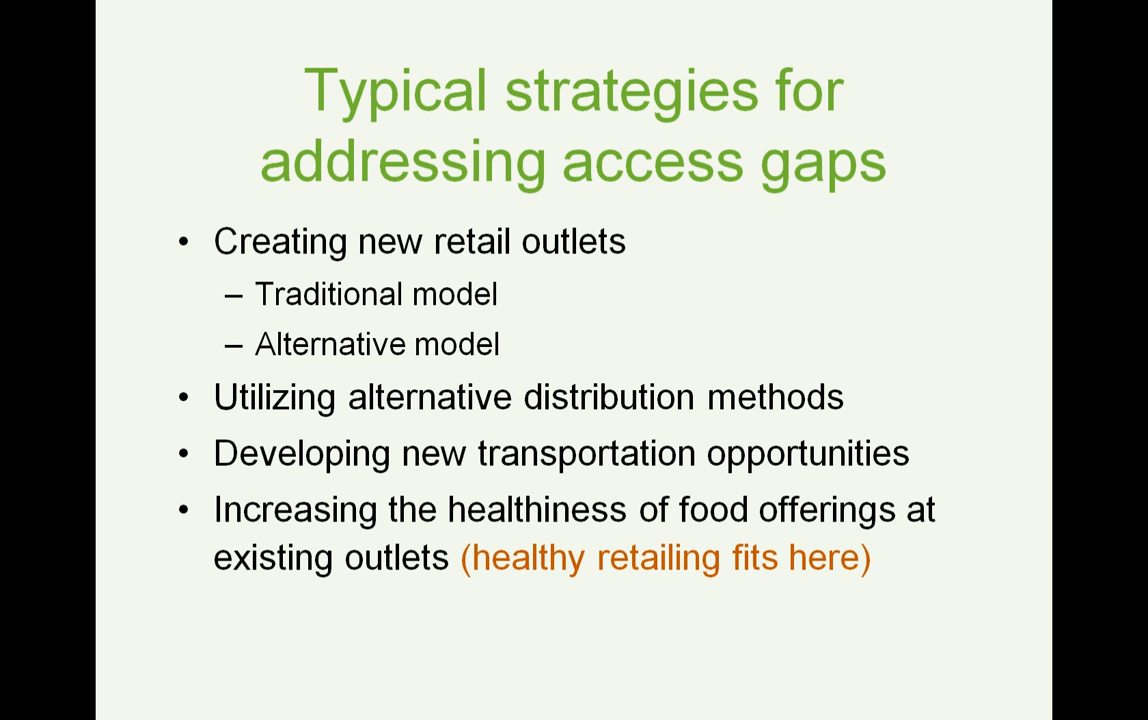 Typical strategies for
addressing access gaps
• Creating new retail outlets
– Traditional model
– Alternative model
• Utilizing alternative distribution methods
• Developing new transportation opportunities
• Increasing the healthiness of food offerings at
existing outlets (healthy retailing fits here)